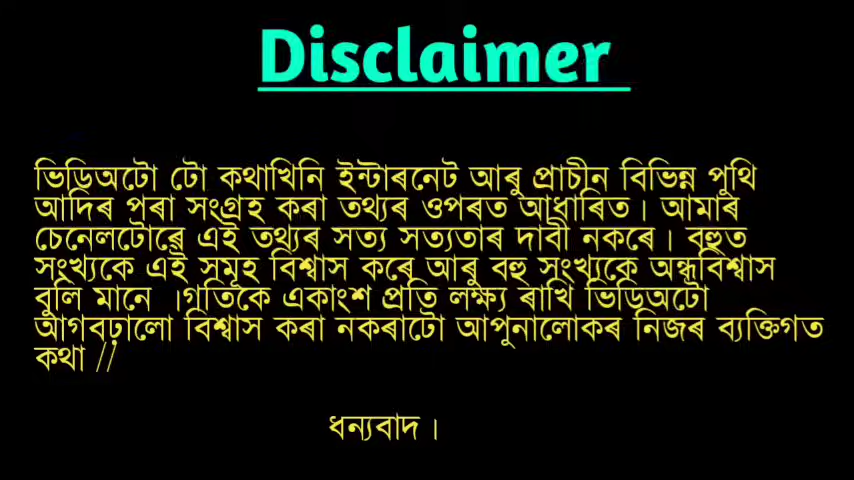 Disclaimer
ভিডিঅটো টো কথাখিনি ইন্টাৰনেট আৰু প্ৰাচীন বিভিন্ন পুথি
আদিৰ পৰা সংগ্ৰহ কৰা তথ্যৰ ওপৰত আধাৰিত। আমাৰ
চেনেলটোৱে এই তথ্যৰ সত্য সত্যতাৰ দাবী নকৰে। বহুত
সংখ্যকে এই সমূহ বিশ্বাস কৰে আৰু বহু সংখ্যকে অন্ধবিশ্বাস
বুলি মানে ।গতিকে একাংশ প্ৰতি লক্ষ্য ৰাখি ভিডিঅটো
আগবঢ়ালো বিশ্বাস কৰা নকৰাটো আপুনালোকৰ নিজৰ ব্যক্তিগত
কথা //
ধন্যবাদ ।